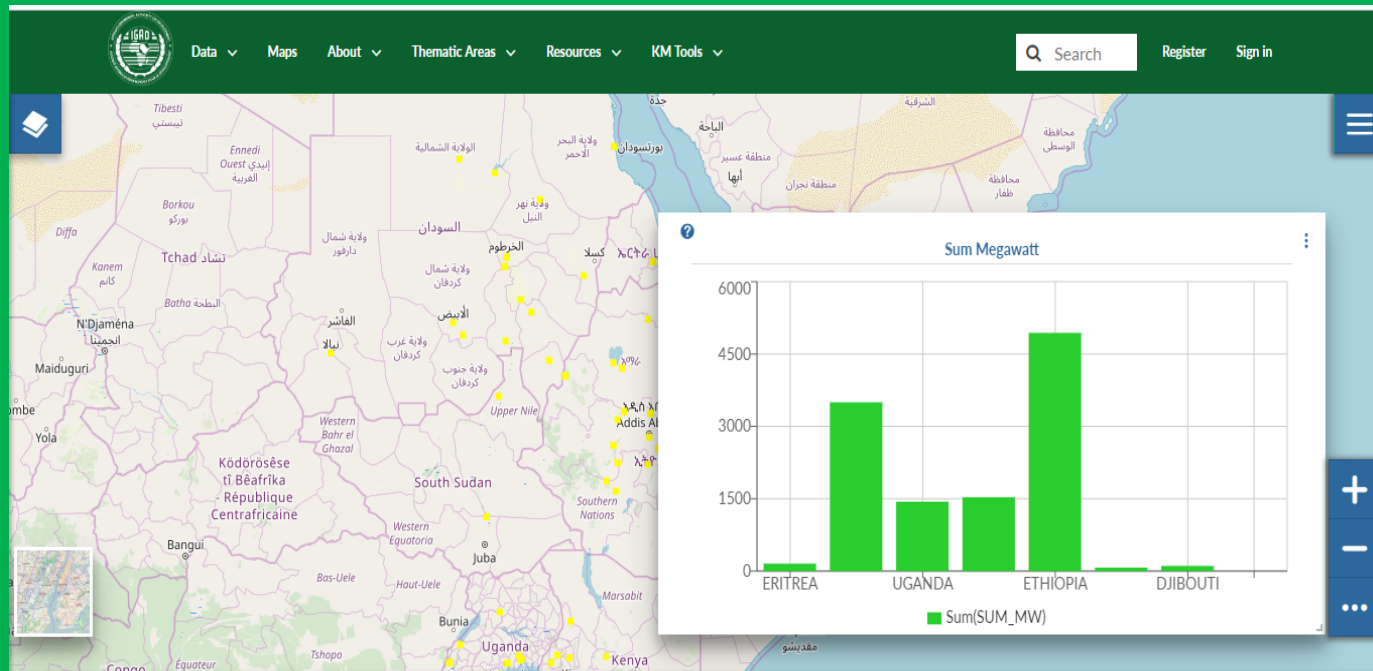 IGAD
Data
Maps
About
Thematic Areas
Resources
KM Tools
Search
Register
Sign in
Tibesti
تيبستي
Ennedi
Ouest إنيدي
الغربية
Borkou
بوركو
Diffa
Kanem
كانم
Tchad تشاد
Batha البطحة
N'Djaména
انجمينا
Maiduguri
Yola
الولاية الشمالية
ولاية البحر
الأحمر
بورتسودان
جدة
الباحة
منطقة عسير
أبها
منطقة نجران
الشرقية
محافظة
الوسطى
محافظة
ظفار
ولاية نهر
النيل
السودان
ولاية شمال
دارفور
الخرطوم
كسلا
ولاية شمال
كردفان
الفاشر
نيالا
الأبيض
ولاية غرب
كردفان
ولاية جنوب
كردفان
Upper Nile
አማራ
Addis Ab
Western
Bahr el
Ghazal
Ködörösêse
tî Bêafrîka
- République
Centrafricaine
South Sudan
Southern
Nations
Western
Equatoria
Bangui
Juba
Bas-Uele
Haut-Uele
Marsabit
Bunia
Uganda
Tshopo
Équateur
Congo
Kenya
مقديشو
Sum Megawatt
6000
4500
3000
1500
0
ERITREA
UGANDA
ETHIOPIA
DJIBOUTI
Sum(SUM_MW)